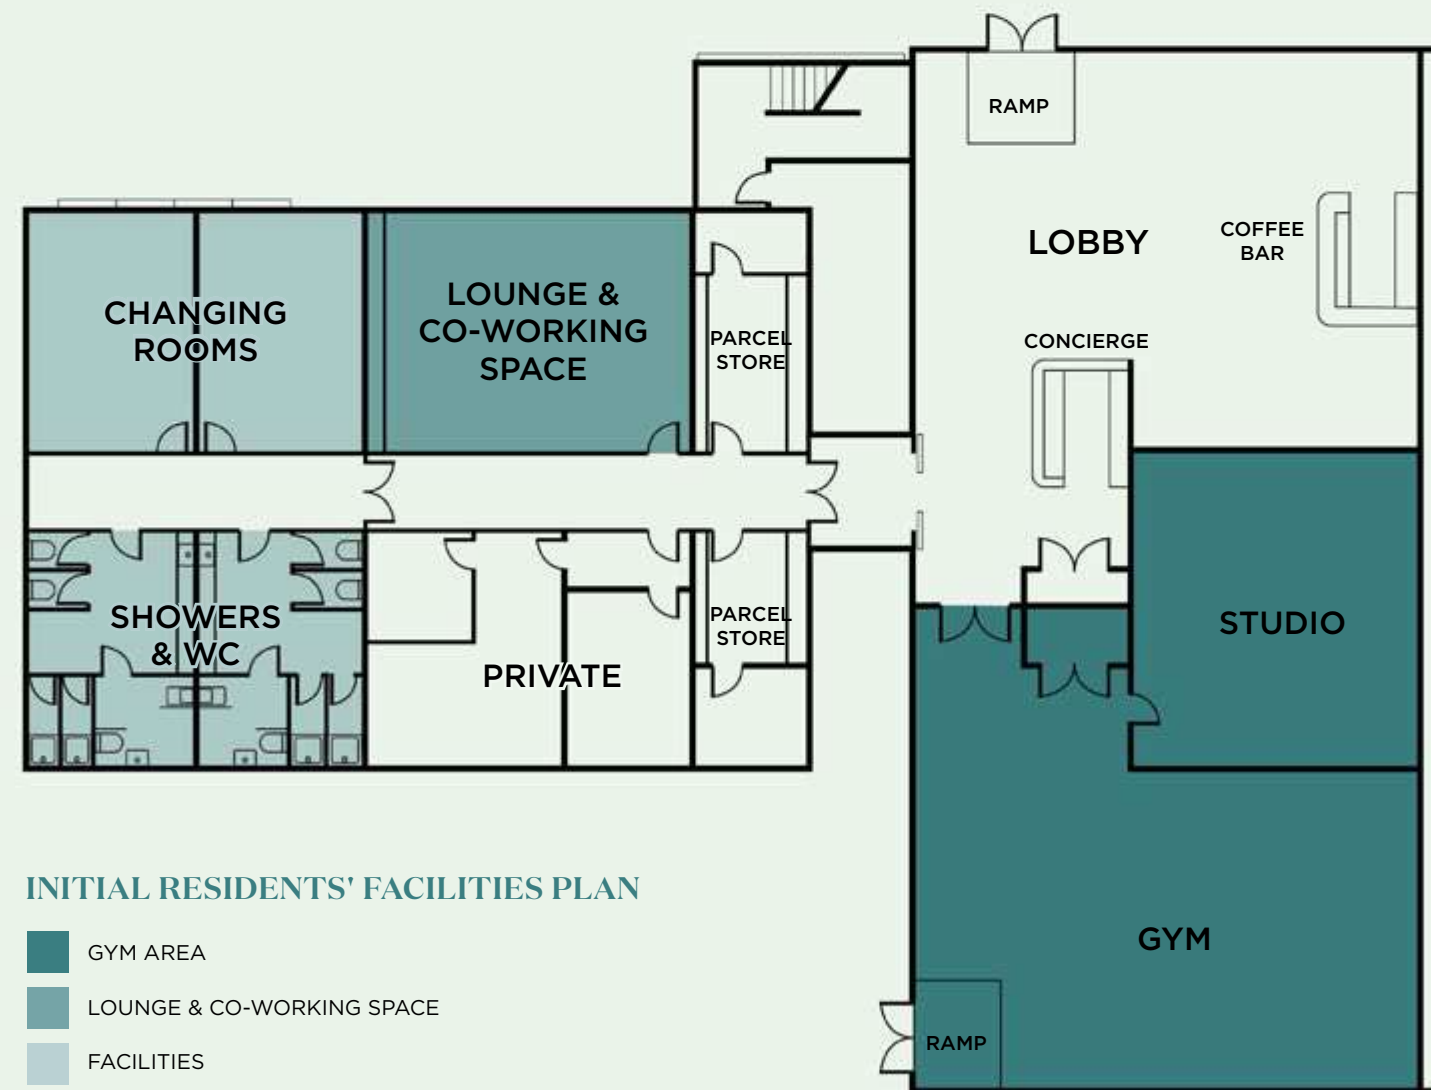 RAMP
LOBBY
COFFEE
BAR
CONCIERGE
CHANGING
ROOMS
LOUNGE &
CO-WORKING
SPACE
PARCEL
STORE
SHOWERS
& WC
PRIVATE
PARCEL
STORE
STUDIO
GYM
RAMP
INITIAL RESIDENTS' FACILITIES PLAN
GYM AREA
LOUNGE & CO-WORKING SPACE
FACILITIES